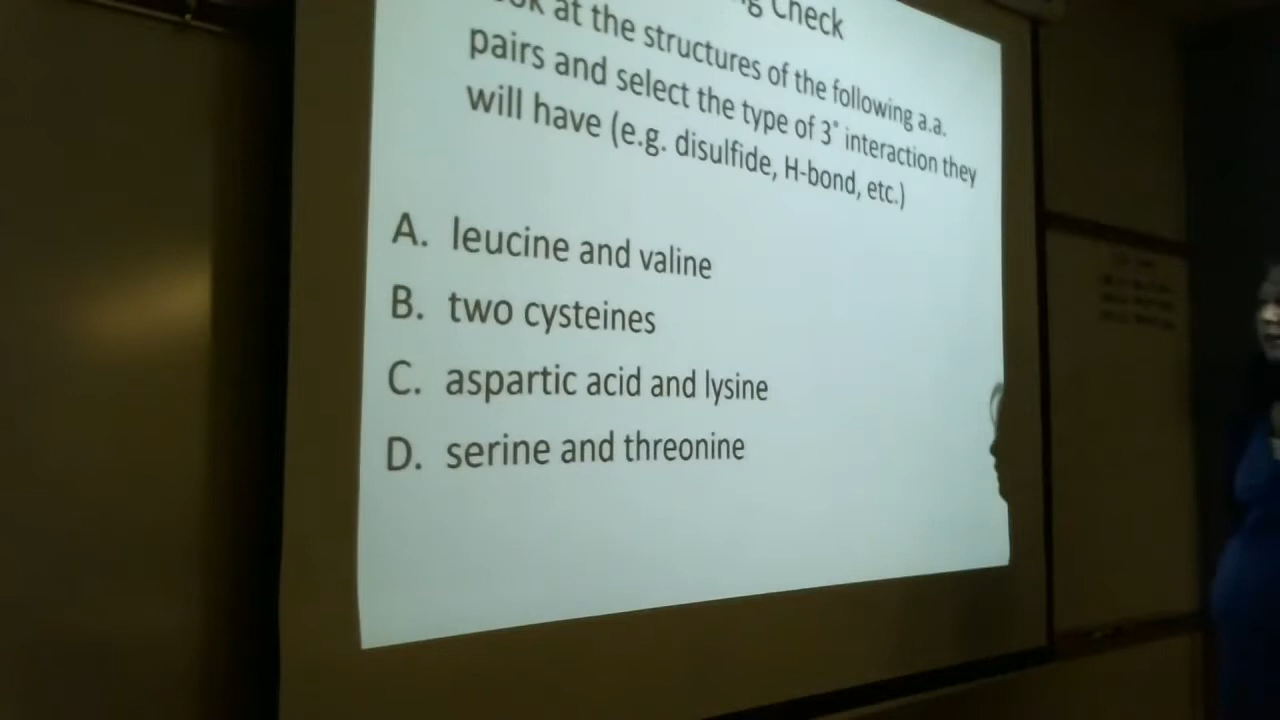 Check
at the structures of the following a.a.
pairs and select the type of 3° interaction they
will have (e.g. disulfide, H-bond, etc.)
A. leucine and valine
B. two cysteines
C. aspartic acid and lysine
D. serine and threonine